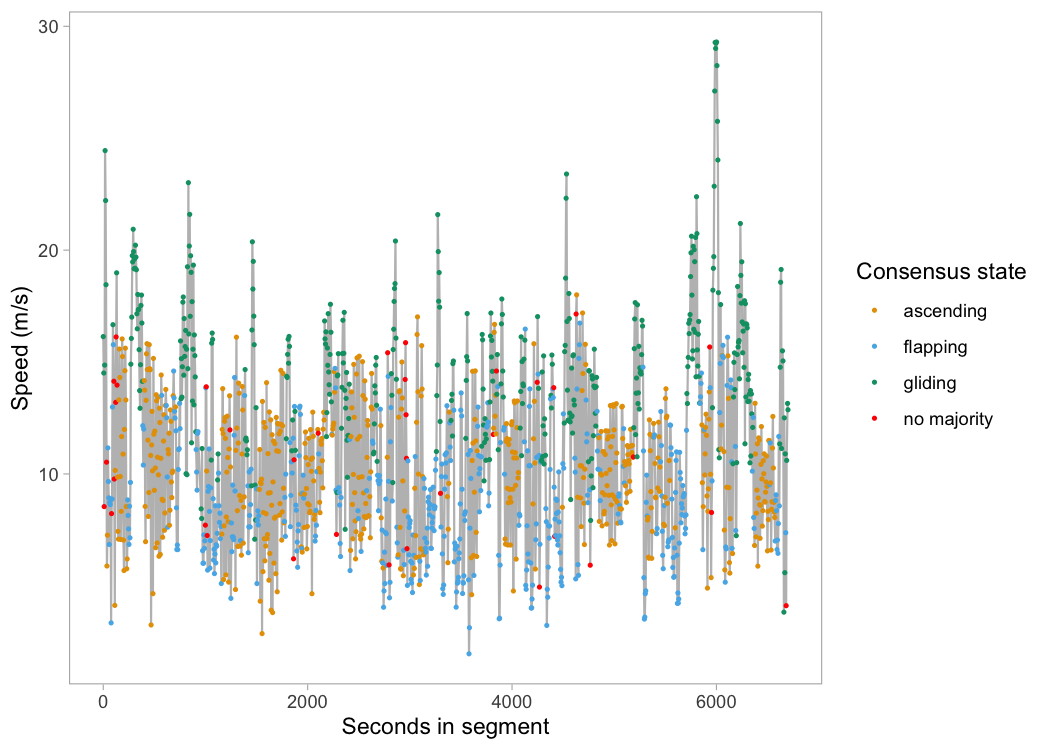 30
20
10
Speed (m/s)
0
2000
4000
6000
Seconds in segment
Consensus state
ascending
flapping
gliding
no majority